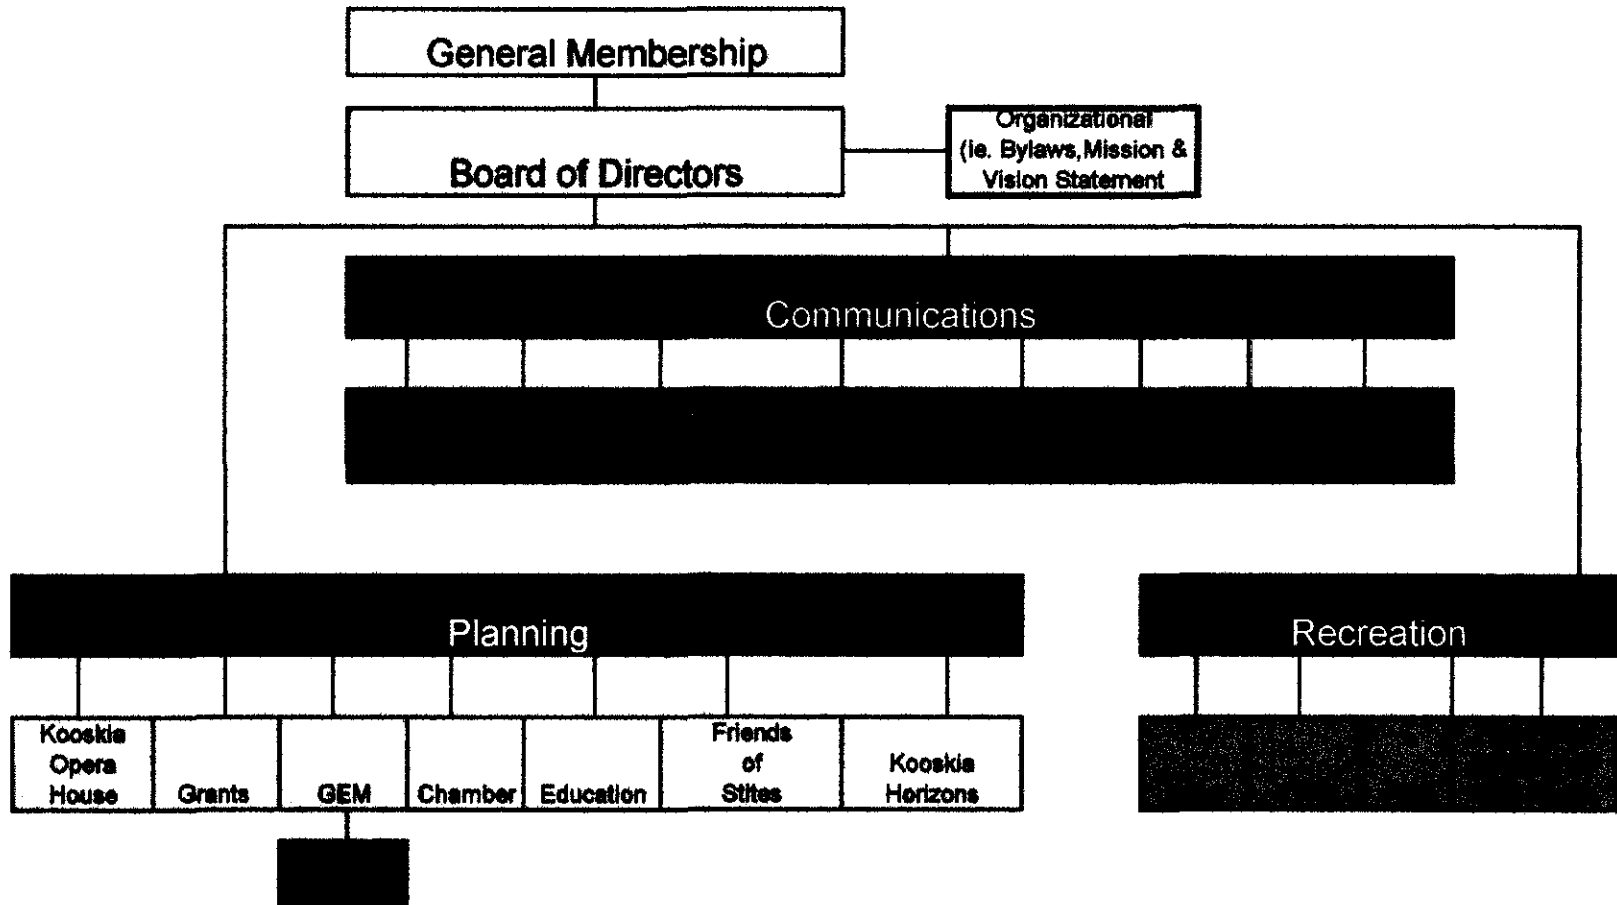 General Membership
Board of Directors
Organizational
(ie. Bylaws, Mission &
Vision Statement
Communications
Planning
Recreation
Kooskia
Opera
House
Grants
GEM
Chamber
Education
Friends
of
Stites
Kooskia
Horizons